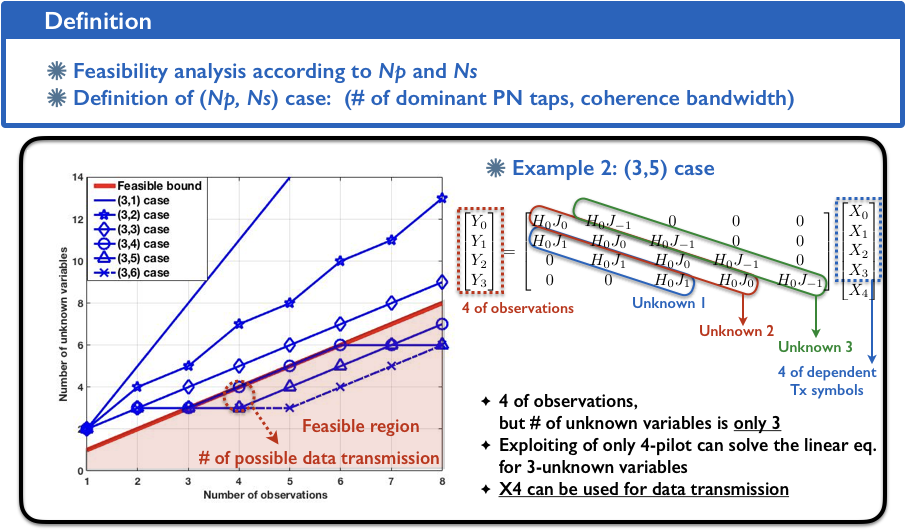 Definition
Feasibility analysis according to Np and Ns
Definition of (Np, Ns) case: (# of dominant PN taps, coherence bandwidth)
Number of unknown variables
14
12
10
8
6
4
2
0
Feasible bound
(3,1) case
(3,2) case
(3,3) case
(3,4) case
(3,5) case
(3,6) case
Feasible region
# of possible data transmission
1 2 3 4 5 6 7 8
Number of observations
Example 2: (3,5) case
Y0 H0J0 H0J-1 0 0 0 X0
Y1 = H0J1 H0J0 H0J-1 0 0 X1
Y2 0 H0J1 H0J0 H0J-1 0 X2
Y3 0 0 H0J1 H0J0 H0J-1 X3
X4
4 of observations
Unknown 1
Unknown 2
Unknown 3
4 of dependent
Tx symbols
4 of observations,
but # of unknown variables is only 3
Exploiting of only 4-pilot can solve the linear eq.
for 3-unknown variables
X4 can be used for data transmission